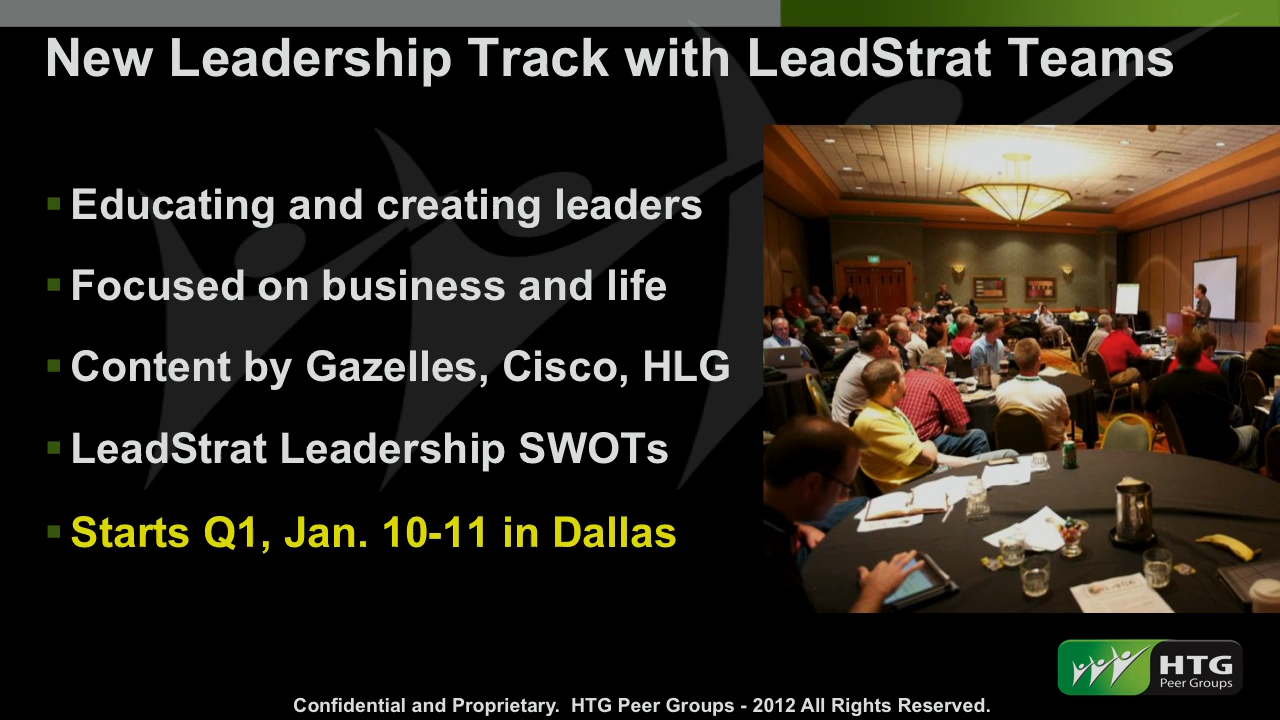 New Leadership Track with LeadStrat Teams
Educating and creating leaders
Focused on business and life
Content by Gazelles, Cisco, HLG
LeadStrat Leadership SWOTs
Starts Q1, Jan. 10-11 in Dallas
HTG
Peer Groups
Confidential and Proprietary. HTG Peer Groups - 2012 All Rights Reserved.